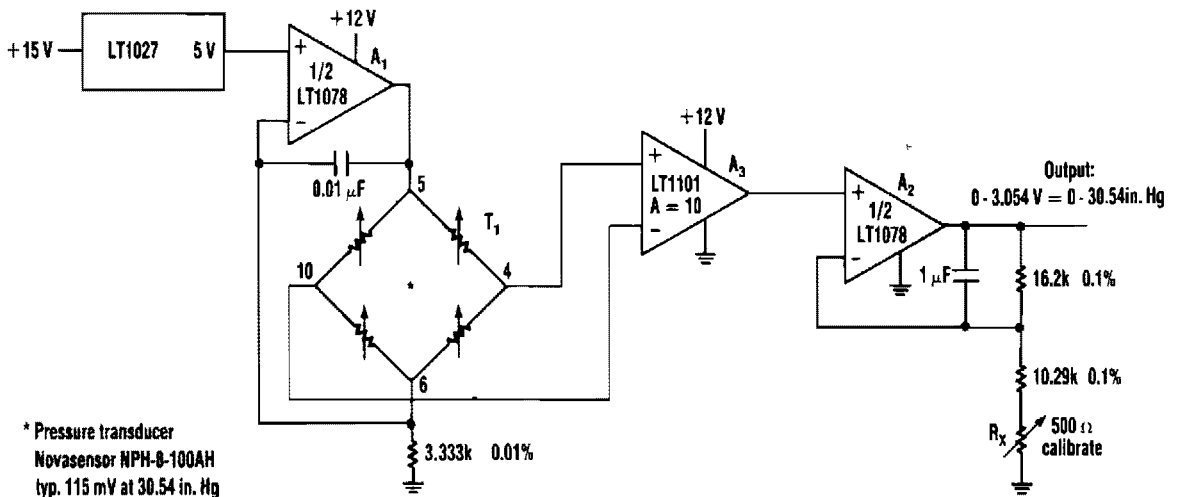 +15 V
LT1027 5 V
+12 V
A1
+
1/2
LT1078
−
0.01 μF
5
T1
10
4
*
6
3.333k 0.01%
+12 V
A3
+
LT1101
A = 10
−
A2
+
1/2
LT1078
−
1 μF
Output:
0 - 3.054 V = 0 - 30.54in. Hg
16.2k 0.1%
10.29k 0.1%
RX
500 Ω
calibrate
* Pressure transducer
Novasensor NPH-8-100AH
typ. 115 mV at 30.54 in. Hg